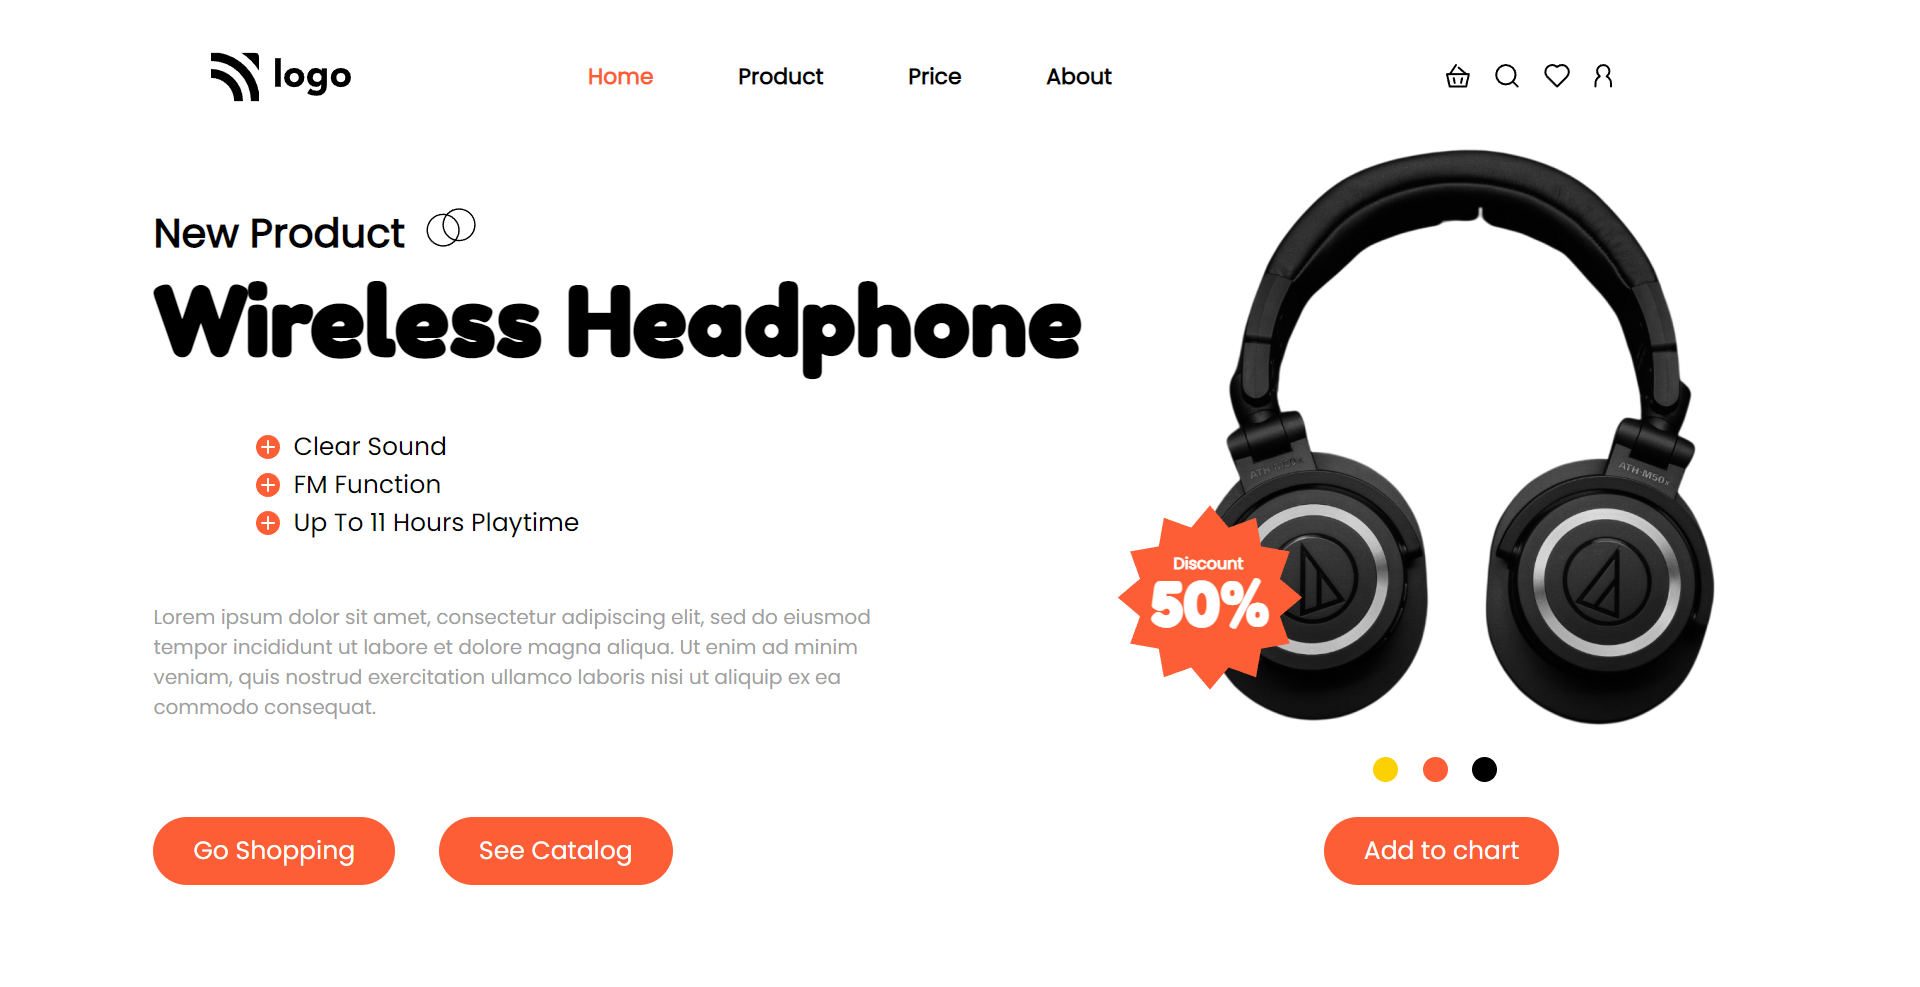 logo
Home
Product
Price
About
New Product
Wireless Headphone
Clear Sound
FM Function
Up To 11 Hours Playtime
Lorem ipsum dolor sit amet, consectetur adipiscing elit, sed do eiusmod
tempor incididunt ut labore et dolore magna aliqua. Ut enim ad minim
veniam, quis nostrud exercitation ullamco laboris nisi ut aliquip ex ea
commodo consequat.
Go Shopping
See Catalog
ATH-M50x
Discount
50%
Add to chart